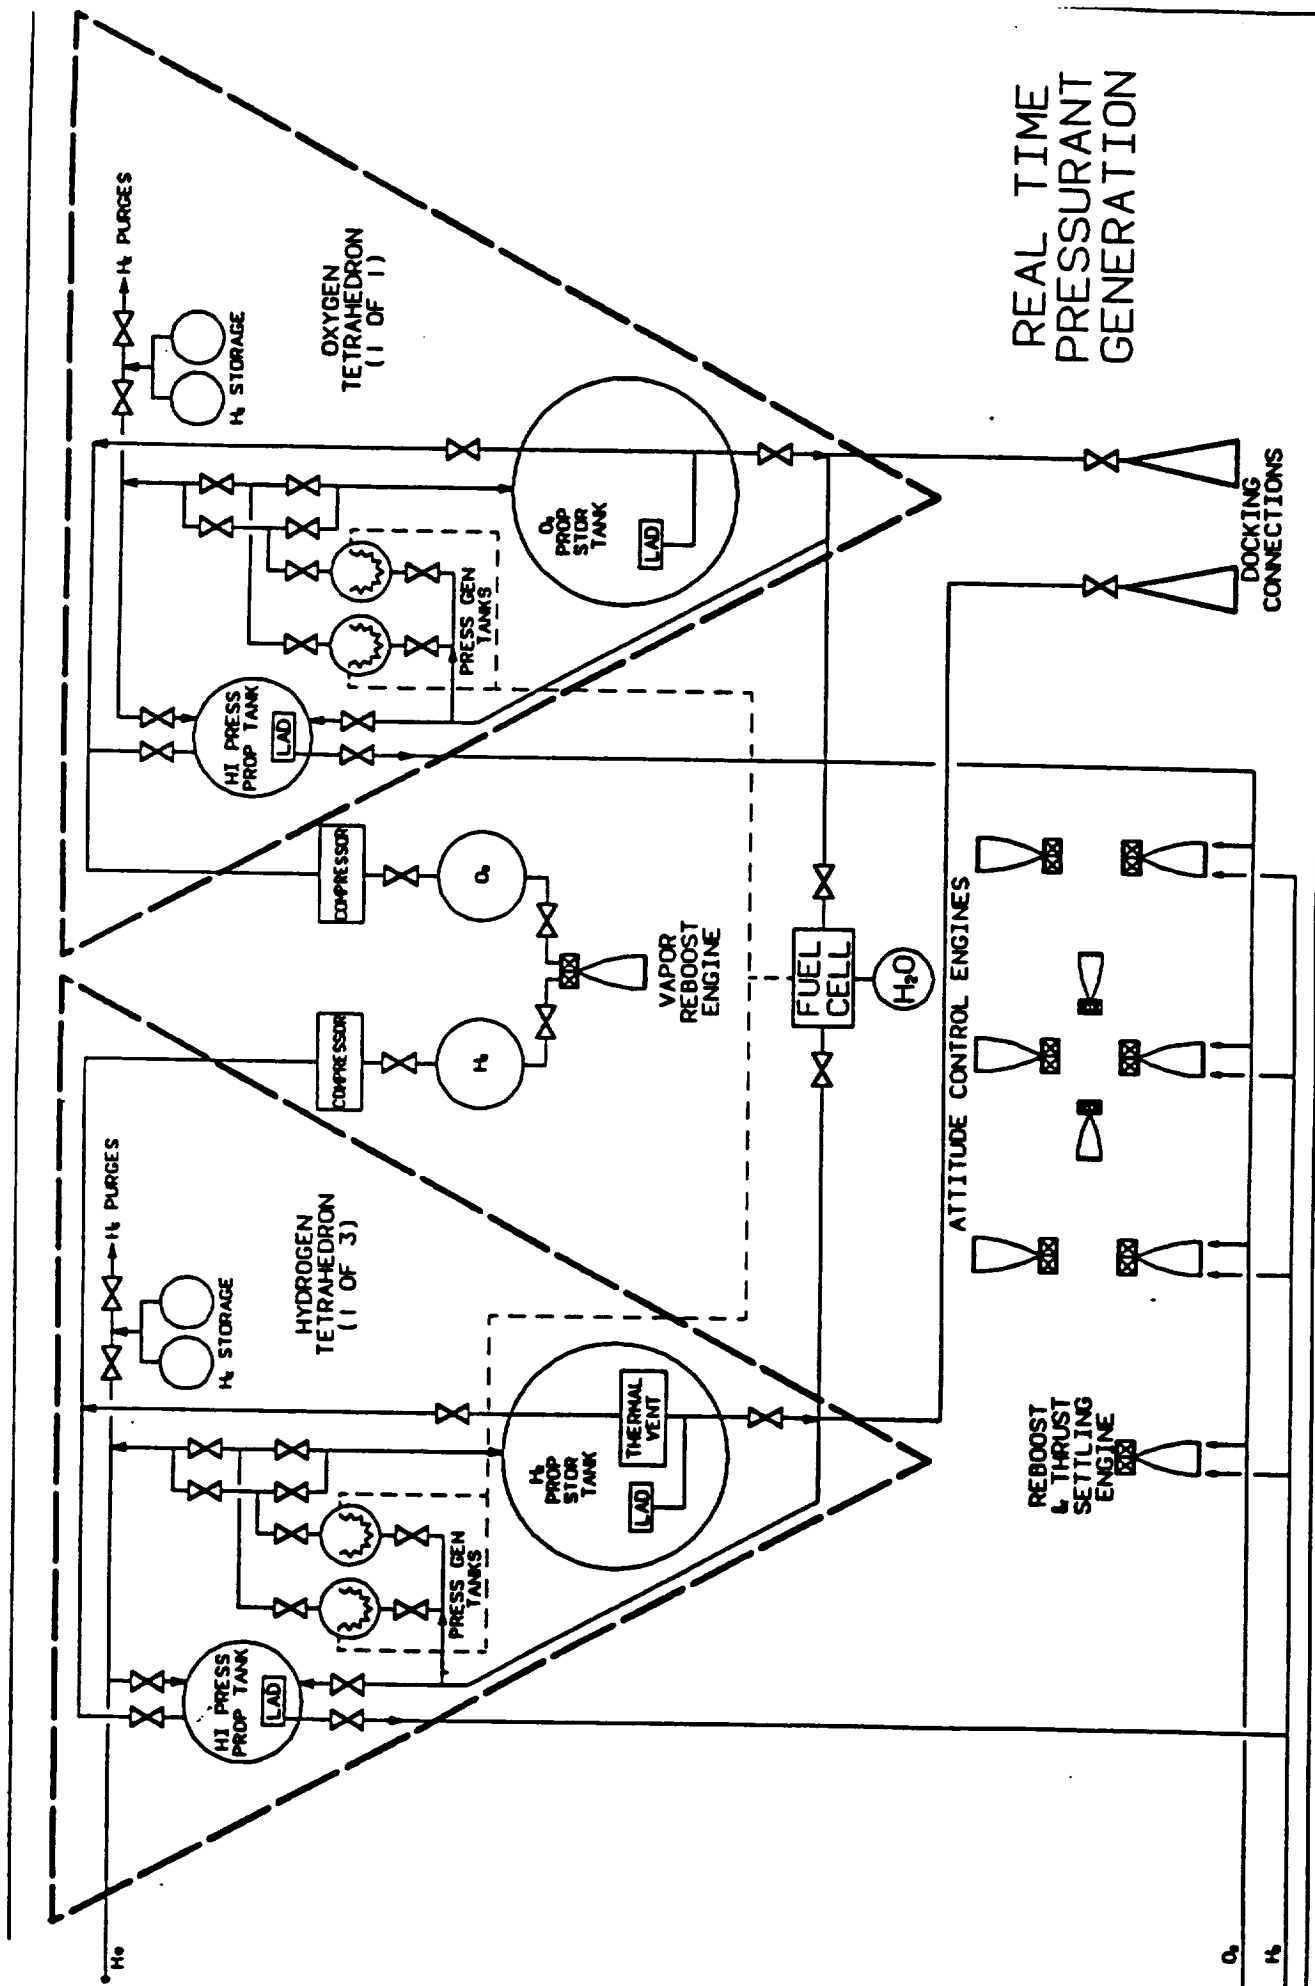 He
He PURGES
He STORAGE
HYDROGEN
TETRAHEDRON
(1 OF 3)
HI PRESS
PROP TANK
LAD
PRESS GEN
TANKS
H₂
PROP
STOR
TANK
LAD
THERMAL
VENT
He PURGES
He STORAGE
OXYGEN
TETRAHEDRON
(1 OF 1)
HI PRESS
PROP TANK
LAD
PRESS GEN
TANKS
O₂
PROP
STOR
TANK
LAD
COMPRESSOR
COMPRESSOR
H₂
O₂
VAPOR
REBOOST
ENGINE
FUEL
CELL
H₂O
ATTITUDE CONTROL ENGINES
REBOOST
& THRUST
SETTLING
ENGINE
DOCKING
CONNECTIONS
O₂
H₂
REAL TIME
PRESSURANT
GENERATION